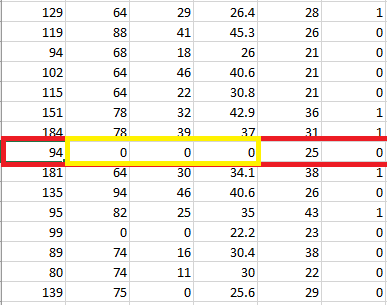 129 64 29 26.4 28 1
119 88 41 45.3 26 0
94 68 18 26 21 0
102 64 46 40.6 21 0
115 64 22 30.8 21 0
151 78 32 42.9 36 1
184 78 39 37 31 1
94 0 0 0 25 0
181 64 30 34.1 38 1
135 94 46 40.6 26 0
95 82 25 35 43 1
99 0 0 22.2 23 0
89 74 16 30.4 38 0
80 74 11 30 22 0
139 75 0 25.6 29 0